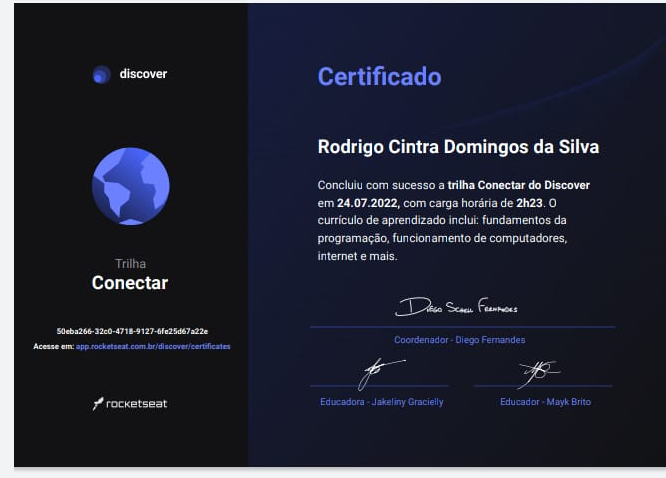 discover
Trilha
Conectar
50eba266-32c0-4718-9127-6fe25d67a22e
Acesse em: app.rocketseat.com.br/discover/certificates
rocketseat
Certificado
Rodrigo Cintra Domingos da Silva
Concluiu com sucesso a trilha Conectar do Discover
em 24.07.2022, com carga horária de 2h23. O
currículo de aprendizado inclui: fundamentos da
programação, funcionamento de computadores,
internet e mais.
Diego Schell Fernandes
Coordenador - Diego Fernandes
Educadora - Jakeliny Gracielly
Educador - Mayk Brito